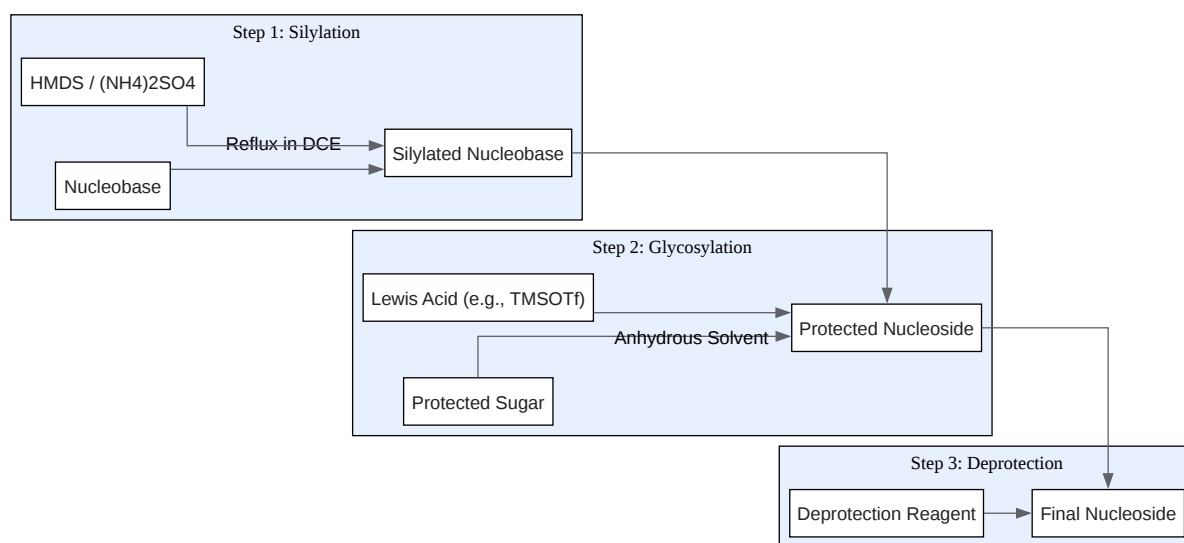 Step 1: Silylation
HMDS / (NH4)2SO4
Reflux in DCE
Silylated Nucleobase
Nucleobase
Step 2: Glycosylation
Lewis Acid (e.g., TMSOTf)
Protected Nucleoside
Anhydrous Solvent
Protected Sugar
Step 3: Deprotection
Deprotection Reagent
Final Nucleoside